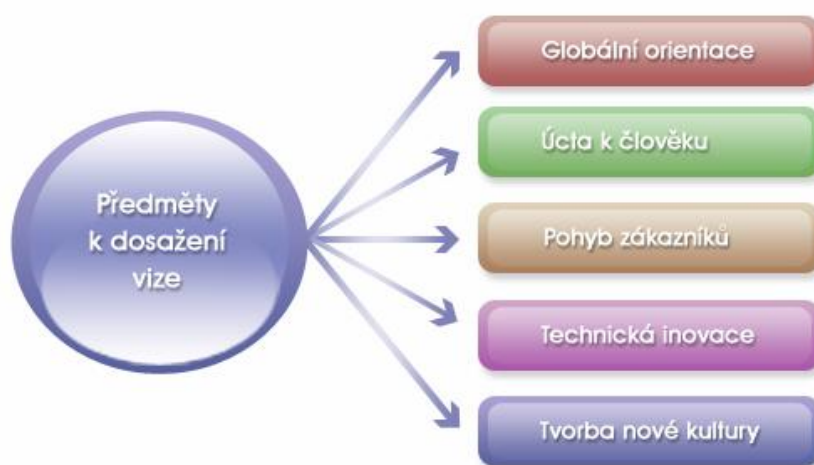 Předměty
k dosažení
vize
Globální orientace
Úcta k člověku
Pohyb zákazníků
Technická inovace
Tvorba nové kultury